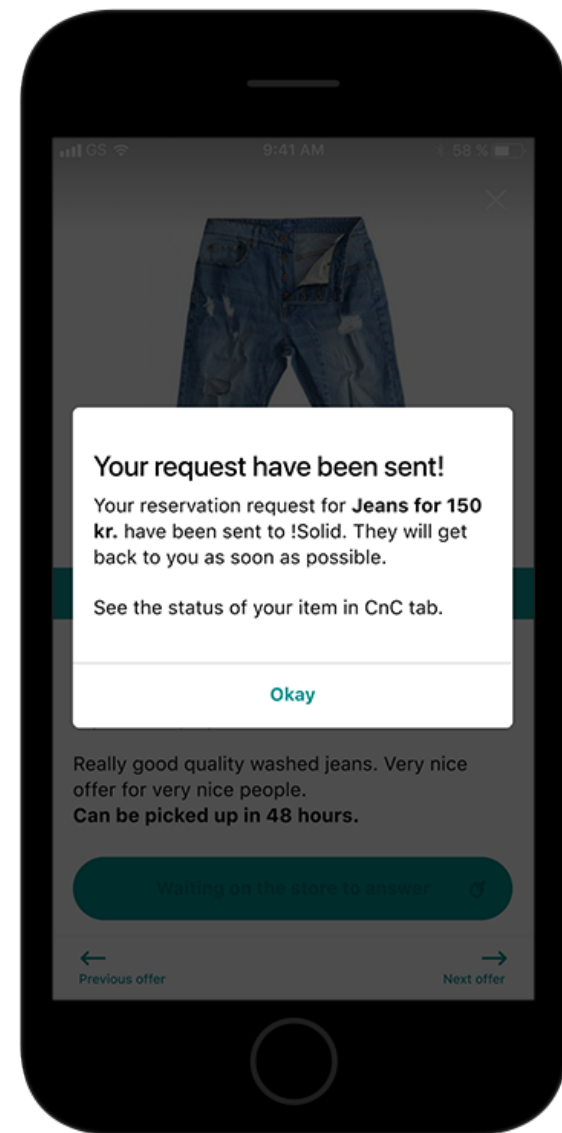 GS 9:41 AM 58 %
Your request have been sent!
Your reservation request for Jeans for 150
kr. have been sent to !Solid. They will get
back to you as soon as possible.
See the status of your item in CnC tab.
Okay
Really good quality washed jeans. Very nice
offer for very nice people.
Can be picked up in 48 hours.
Waiting on the store to answer
Previous offer Next offer